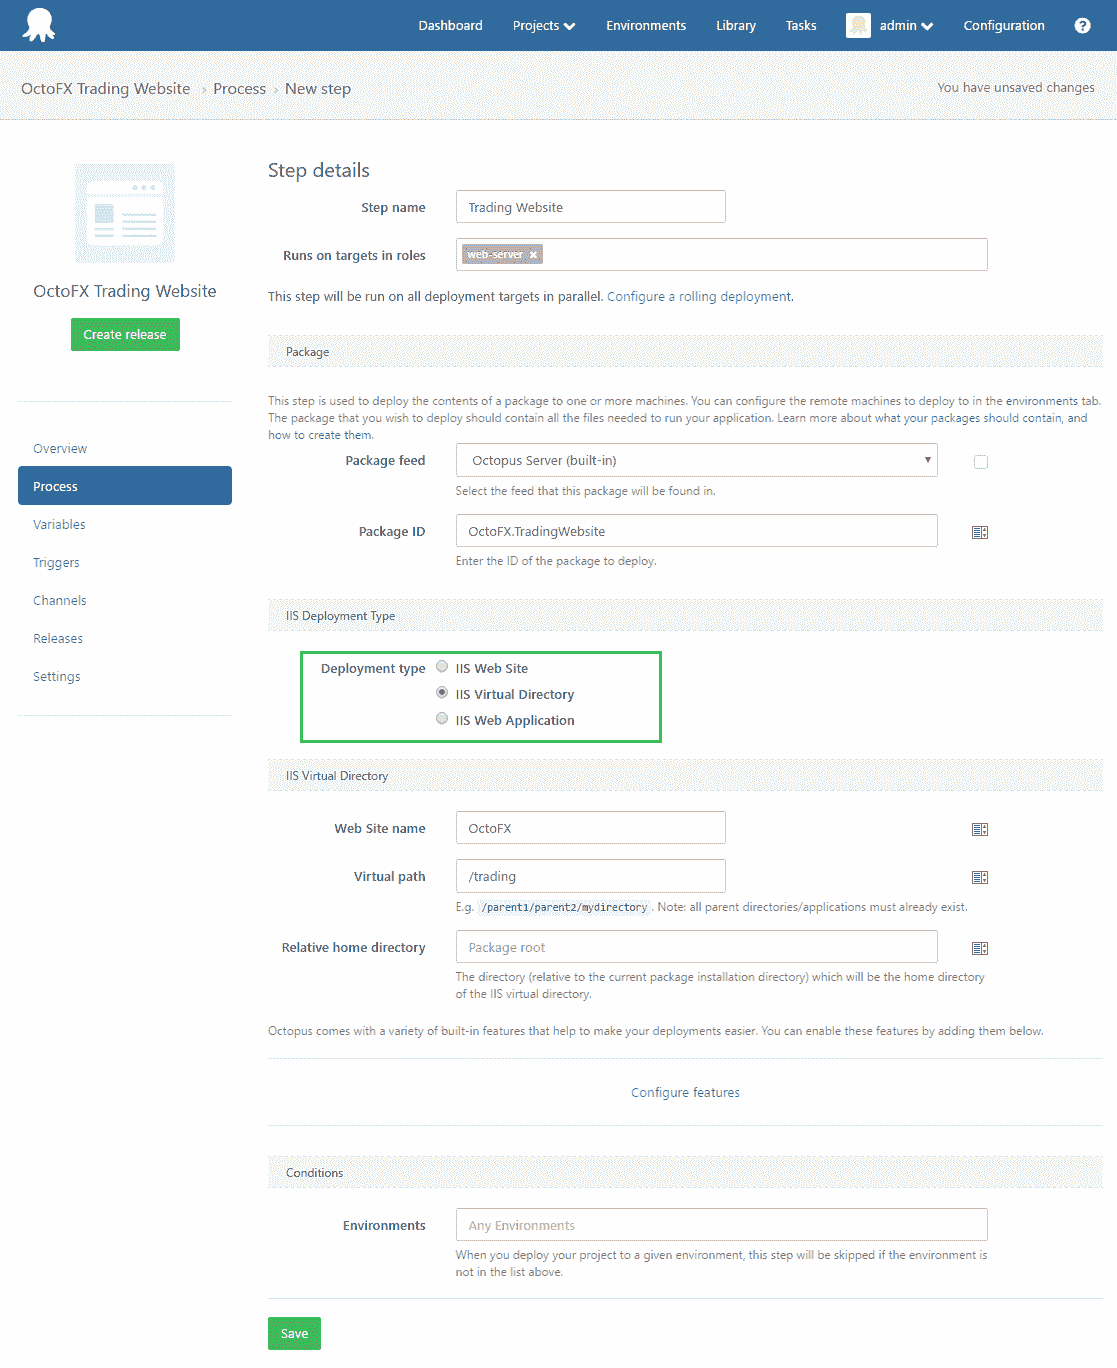 Dashboard Projects Environments Library Tasks admin Configuration ?
OctoFX Trading Website › Process › New step
You have unsaved changes
OctoFX Trading Website
Create release
Overview
Process
Variables
Triggers
Channels
Releases
Settings
Step details
Step name Trading Website
Runs on targets in roles web-server ×
This step will be run on all deployment targets in parallel. Configure a rolling deployment.
Package
This step is used to deploy the contents of a package to one or more machines. You can configure the remote machines to deploy to in the environments tab.
The package that you wish to deploy should contain all the files needed to run your application. Learn more about what your packages should contain, and
how to create them.
Package feed Octopus Server (built-in)
Select the feed that this package will be found in.
Package ID OctoFX.TradingWebsite
Enter the ID of the package to deploy.
IIS Deployment Type
Deployment type IIS Web Site
IIS Virtual Directory
IIS Web Application
IIS Virtual Directory
Web Site name OctoFX
Virtual path /trading
E.g. /parent1/parent2/mydirectory. Note: all parent directories/applications must already exist.
Relative home directory Package root
The directory (relative to the current package installation directory) which will be the home directory
of the IIS virtual directory.
Octopus comes with a variety of built-in features that help to make your deployments easier. You can enable these features by adding them below.
Configure features
Conditions
Environments Any Environments
When you deploy your project to a given environment, this step will be skipped if the environment is
not in the list above.
Save